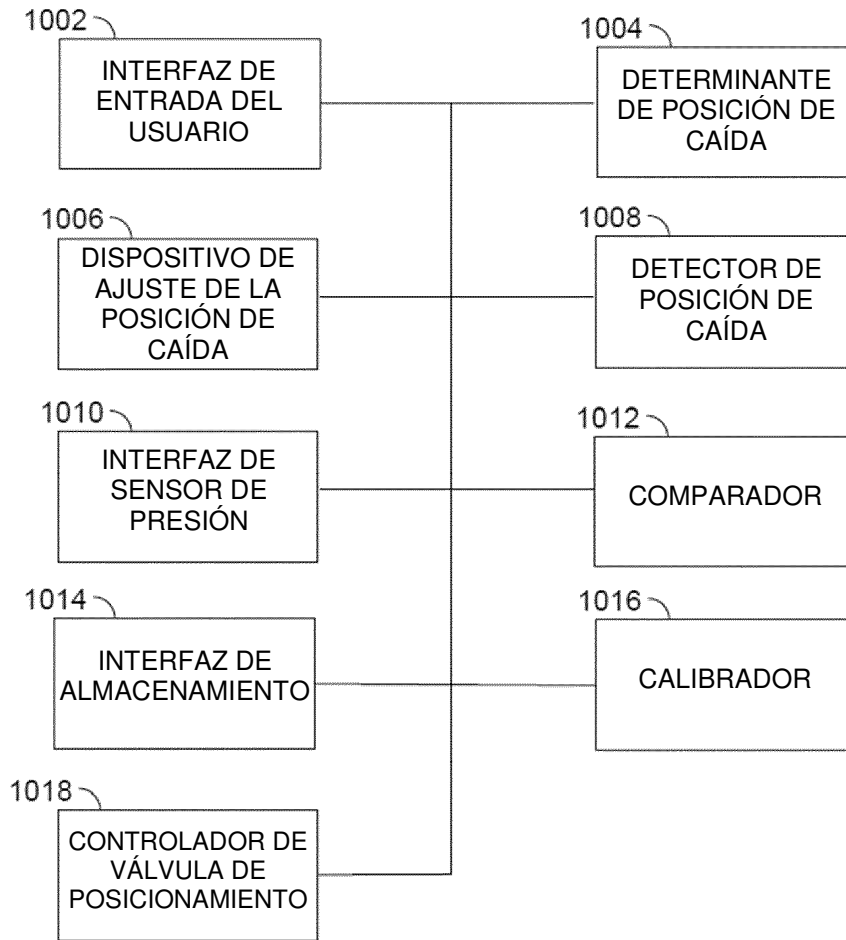 1002
INTERFAZ DE
ENTRADA DEL
USUARIO
1004
DETERMINANTE
DE POSICIÓN DE
CAÍDA
1006
DISPOSITIVO DE
AJUSTE DE LA
POSICIÓN DE
CAÍDA
1008
DETECTOR DE
POSICIÓN DE
CAÍDA
1010
INTERFAZ DE
SENSOR DE
PRESIÓN
1012
COMPARADOR
1014
INTERFAZ DE
ALMACENAMIENTO
1016
CALIBRADOR
1018
CONTROLADOR DE
VÁLVULA DE
POSICIONAMIENTO